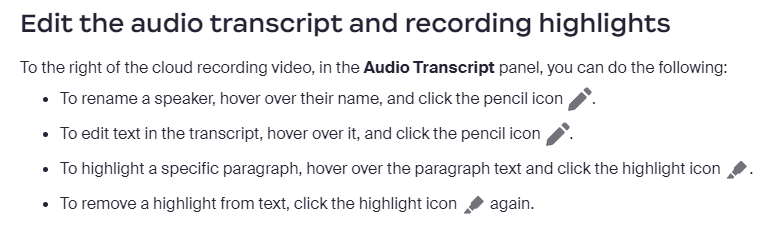 Edit the audio transcript and recording highlights
To the right of the cloud recording video, in the Audio Transcript panel, you can do the following:
• To rename a speaker, hover over their name, and click the pencil icon .
• To edit text in the transcript, hover over it, and click the pencil icon .
• To highlight a specific paragraph, hover over the paragraph text and click the highlight icon .
• To remove a highlight from text, click the highlight icon again.